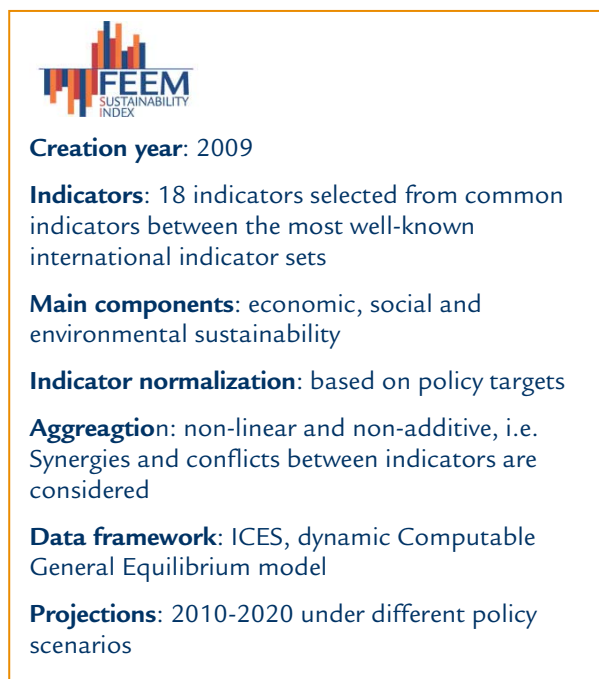 FEEM
SUSTAINABILITY
INDEX
Creation year: 2009
Indicators: 18 indicators selected from common
indicators between the most well-known
international indicator sets
Main components: economic, social and
environmental sustainability
Indicator normalization: based on policy targets
Aggreagtion: non-linear and non-additive, i.e.
Synergies and conflicts between indicators are
considered
Data framework: ICES, dynamic Computable
General Equilibrium model
Projections: 2010-2020 under different policy
scenarios